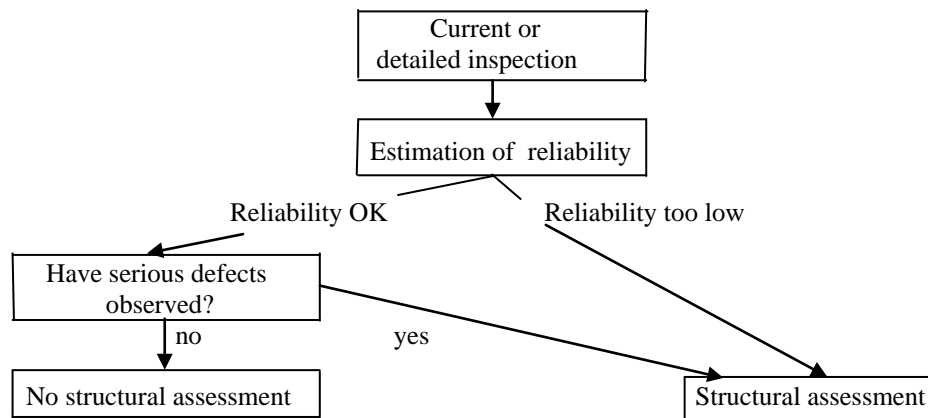 Current or
detailed inspection
Estimation of reliability
Reliability OK
Reliability too low
Have serious defects
observed?
no
yes
No structural assessment
Structural assessment